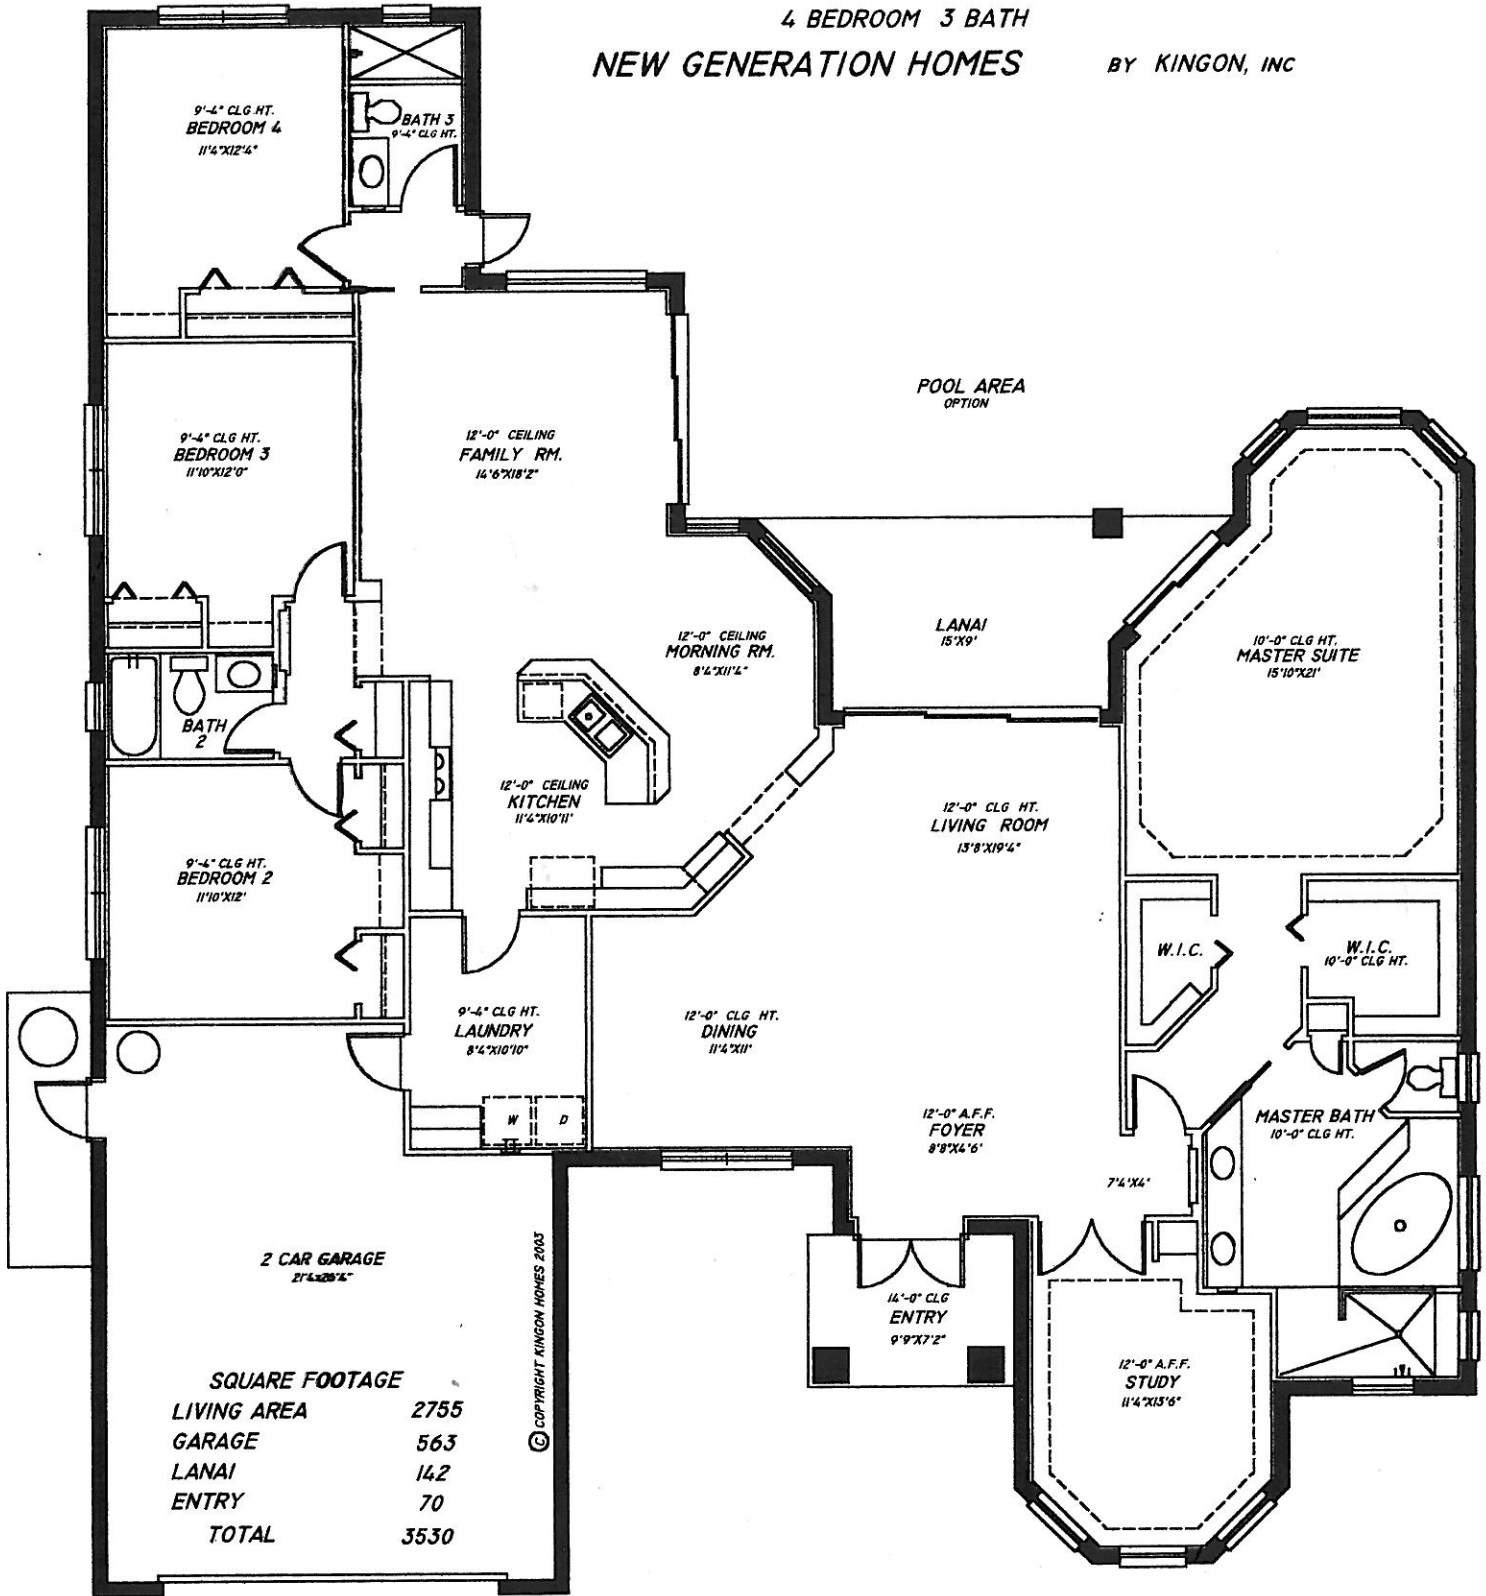 4 BEDROOM 3 BATH
NEW GENERATION HOMES BY KINGON, INC
9'-4" CLG HT.
BEDROOM 4
11'4"X12'4"
BATH 3
9'-4" CLG HT.
POOL AREA
OPTION
9'-4" CLG HT.
BEDROOM 3
11'10"X12'0"
12'-0" CEILING
FAMILY RM.
14'6"X18'2"
12'-0" CEILING
MORNING RM.
8'4"X11'4"
LANAI
15'X9'
10'-0" CLG HT.
MASTER SUITE
15'10"X21'
BATH
2
12'-0" CEILING
KITCHEN
11'4"X10'11"
12'-0" CLG HT.
LIVING ROOM
13'8"X19'4"
9'-4" CLG HT.
BEDROOM 2
11'10"X12'
W.I.C.
W.I.C.
10'-0" CLG HT.
9'-4" CLG HT.
LAUNDRY
8'4"X10'10"
12'-0" CLG HT.
DINING
11'4"X11'
W
D
12'-0" A.F.F.
FOYER
8'8"X4'6"
MASTER BATH
10'-0" CLG HT.
7'4"X4'
2 CAR GARAGE
14'-0" CLG
ENTRY
9'9"X7'2"
12'-0" A.F.F.
STUDY
11'4"X13'6"
© COPYRIGHT KINGON HOMES 2003
SQUARE FOOTAGE
LIVING AREA 2755
GARAGE 563
LANAI 142
ENTRY 70
TOTAL 3530